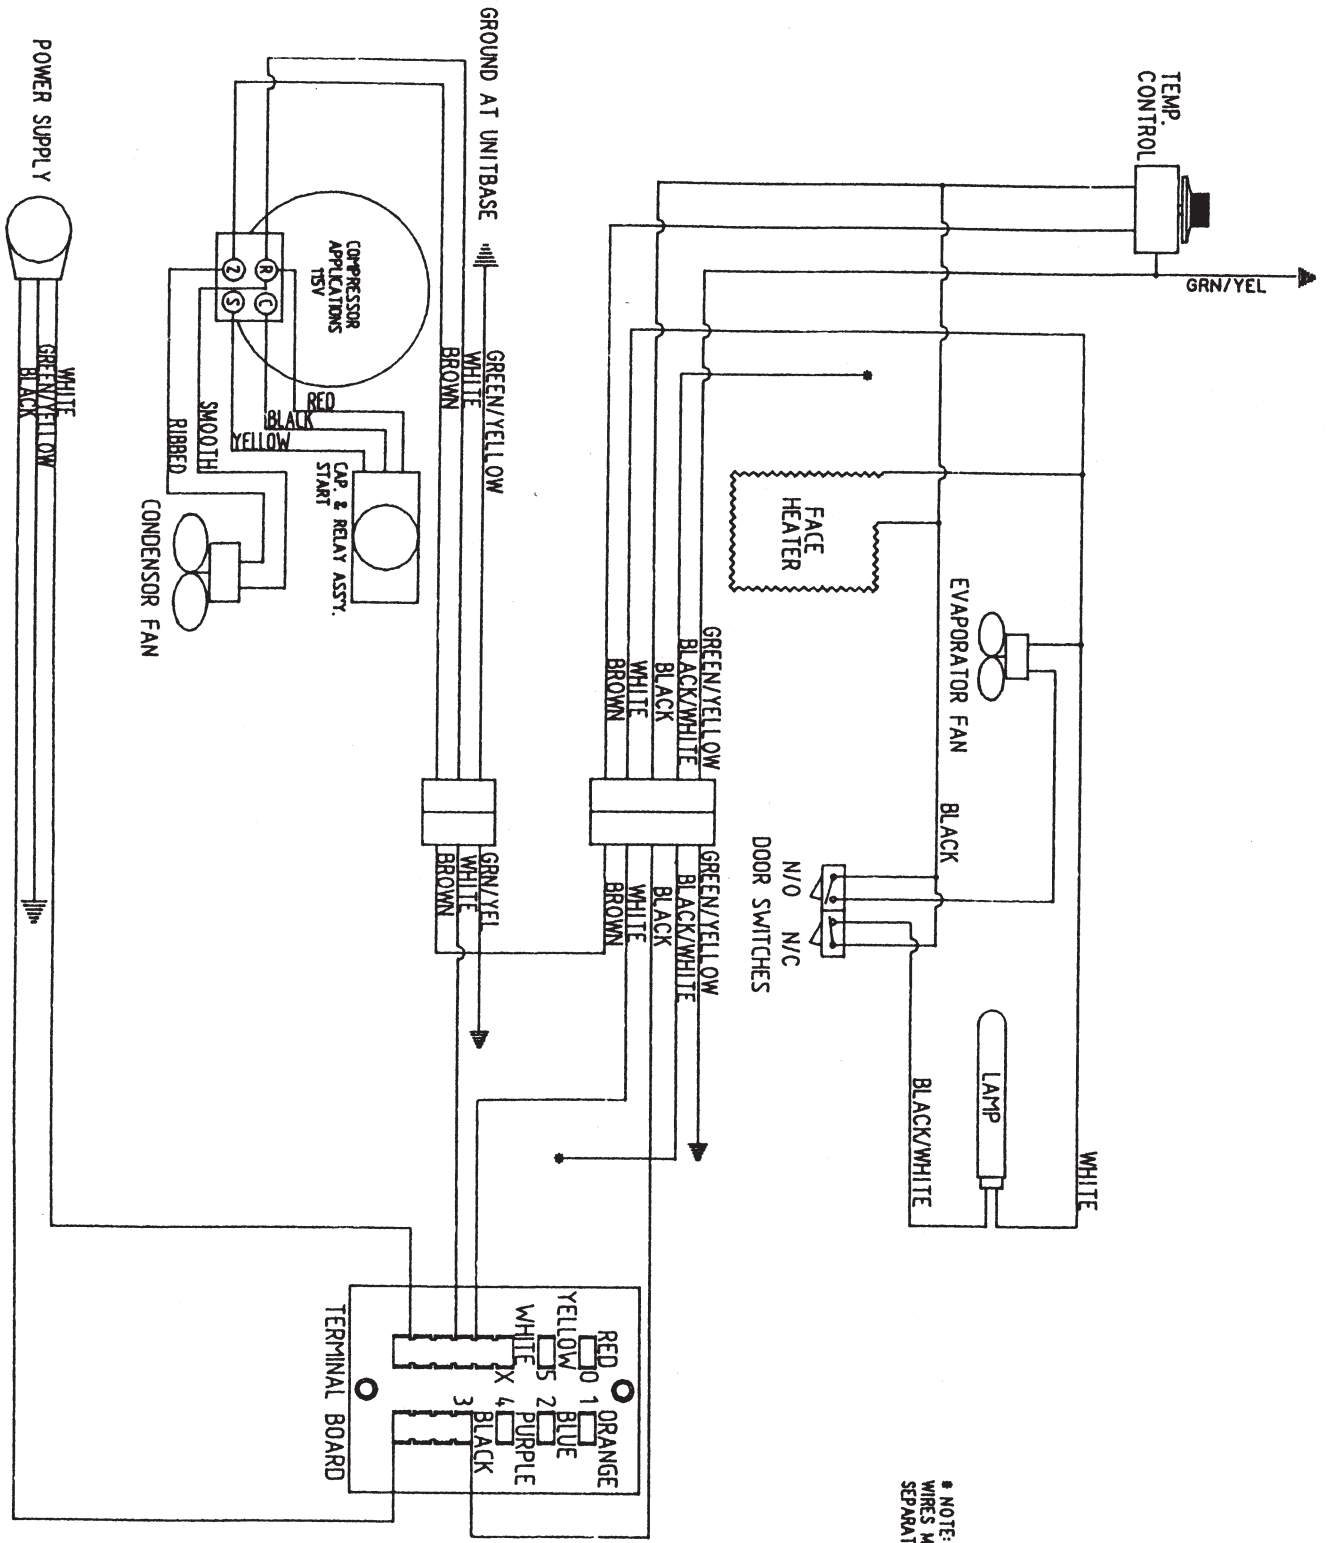 TEMP.
CONTROL
GRN/YEL
FACE
HEATER
EVAPORATOR FAN
BLACK
N/O N/C
DOOR SWITCHES
LAMP
BLACK/WHITE
WHITE
GREEN/YELLOW
BLACK/WHITE
BLACK
WHITE
BROWN
GREEN/YELLOW
BLACK/WHITE
BLACK
WHITE
BROWN
GROUND AT UNITBASE
GREEN/YELLOW
WHITE
BROWN
GRN/YEL
WHITE
BROWN
COMPRESSOR
APPLICATIONS
115V
R C
2 S
RED
BLACK
YELLOW
SMOOTH
RIBBED
CAP. & RELAY ASS'Y.
START
CONDENSOR FAN
POWER SUPPLY
WHITE
GREEN/YELLOW
BLACK
RED 0 1 ORANGE
YELLOW 5 2 BLUE
WHITE X 4 PURPLE
3 BLACK
TERMINAL BOARD
* NOTE:
WIRES M
SEPARAT